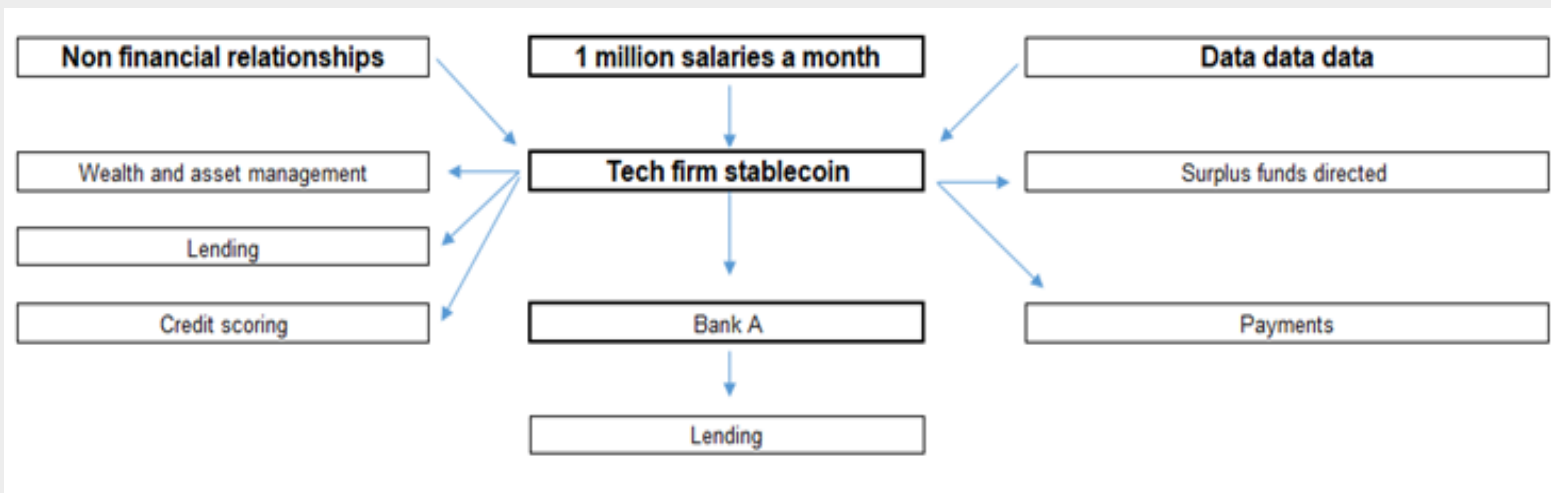 Non financial relationships
1 million salaries a month
Data data data
Wealth and asset management
Tech firm stablecoin
Surplus funds directed
Lending
Credit scoring
Bank A
Payments
Lending